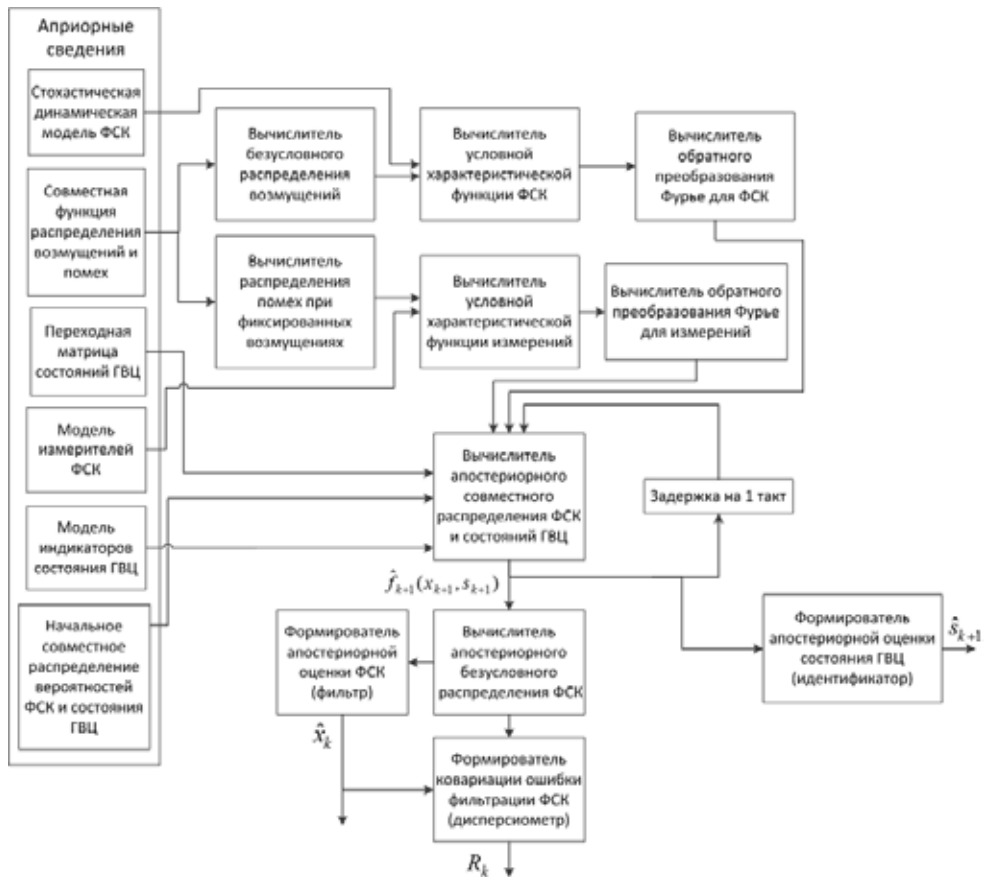 Априорные
сведения
Стохастическая
динамическая
модель ФСК
Совместная
функция
распределения
возмущений и
помех
Переходная
матрица
состояний ГВЦ
Модель
измерителей
ФСК
Модель
индикаторов
состояния ГВЦ
Начальное
совместное
распределение
вероятностей
ФСК и состояния
ГВЦ
Вычислитель
безусловного
распределения
возмущений
Вычислитель
условной
характеристической
функции ФСК
Вычислитель
обратного
преобразования
Фурье для ФСК
Вычислитель
распределения
помех при
фиксированных
возмущениях
Вычислитель
условной
характеристической
функции измерений
Вычислитель обратного
преобразования Фурье
для измерений
Вычислитель
апостериорного
совместного
распределения ФСК
и состояний ГВЦ
Задержка на 1 такт
f̂ₖ₊₁(xₖ₊₁, sₖ₊₁)
Формирователь
апостериорной
оценки ФСК
(фильтр)
Вычислитель
апостериорного
безусловного
распределения ФСК
Формирователь
апостериорной оценки
состояния ГВЦ
(идентификатор)
ŝₖ₊₁
x̂ₖ
Формирователь
ковариации ошибки
фильтрации ФСК
(дисперсиометр)
Rₖ